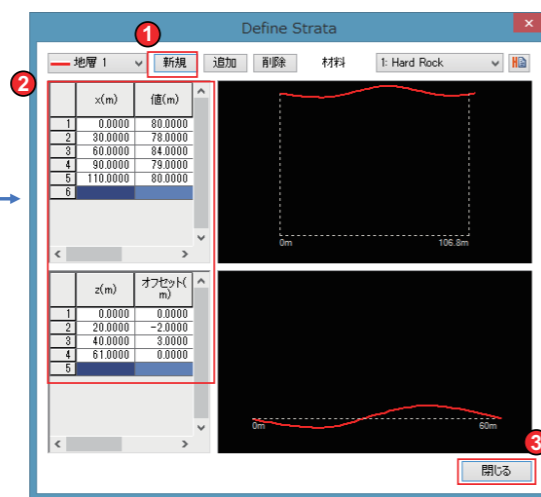 Define Strata
×
1
地層 1 新規 追加 削除 材料 1: Hard Rock
2
x(m) 値(m)
1 0.0000 80.0000
2 30.0000 78.0000
3 60.0000 84.0000
4 90.0000 79.0000
5 110.0000 80.0000
6
0m 106.8m
z(m) オフセット(
m)
1 0.0000 0.0000
2 20.0000 -2.0000
3 40.0000 3.0000
4 61.0000 0.0000
5
0m 60m
3
閉じる